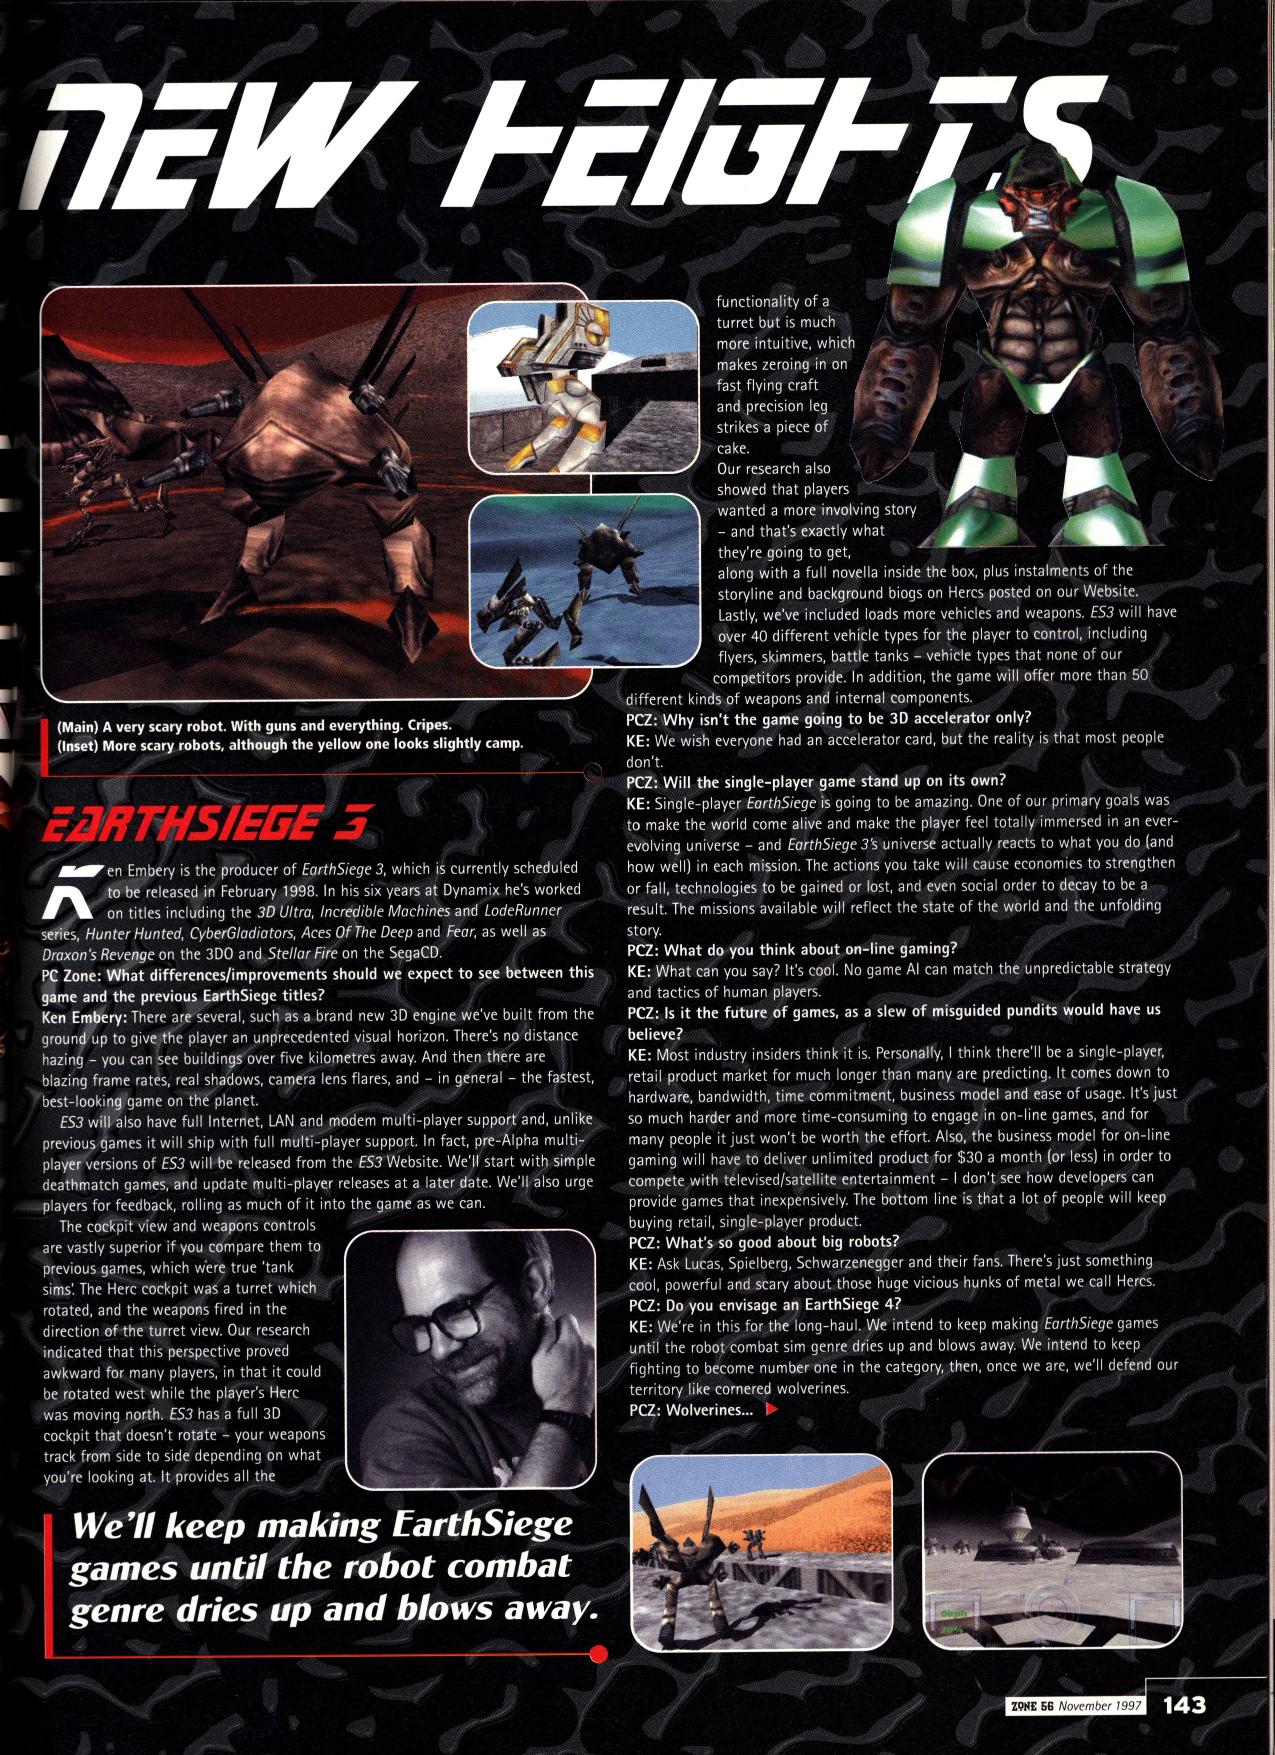 NEW HEIGHTS
(Main) A very scary robot. With guns and everything. Cripes.
(Inset) More scary robots, although the yellow one looks slightly camp.
EARTHSIEGE 3
Ken Embery is the producer of EarthSiege 3, which is currently scheduled
to be released in February 1998. In his six years at Dynamix he's worked
on titles including the 3D Ultra, Incredible Machines and LodeRunner
series, Hunter Hunted, CyberGladiators, Aces Of The Deep and Fear, as well as
Draxon's Revenge on the 3DO and Stellar Fire on the SegaCD.
PC Zone: What differences/improvements should we expect to see between this
game and the previous EarthSiege titles?
Ken Embery: There are several, such as a brand new 3D engine we've built from the
ground up to give the player an unprecedented visual horizon. There's no distance
hazing – you can see buildings over five kilometres away. And then there are
blazing frame rates, real shadows, camera lens flares, and – in general – the fastest,
best-looking game on the planet.
ES3 will also have full Internet, LAN and modem multi-player support and, unlike
previous games it will ship with full multi-player support. In fact, pre-Alpha multi-
player versions of ES3 will be released from the ES3 Website. We'll start with simple
deathmatch games, and update multi-player releases at a later date. We'll also urge
players for feedback, rolling as much of it into the game as we can.
The cockpit view and weapons controls
are vastly superior if you compare them to
previous games, which were true 'tank
sims'. The Herc cockpit was a turret which
rotated, and the weapons fired in the
direction of the turret view. Our research
indicated that this perspective proved
awkward for many players, in that it could
be rotated west while the player's Herc
was moving north. ES3 has a full 3D
cockpit that doesn't rotate – your weapons
track from side to side depending on what
you're looking at. It provides all the
We'll keep making EarthSiege
games until the robot combat
genre dries up and blows away.
functionality of a
turret but is much
more intuitive, which
makes zeroing in on
fast flying craft
and precision leg
strikes a piece of
cake.
Our research also
showed that players
wanted a more involving story
– and that's exactly what
they're going to get,
along with a full novella inside the box, plus instalments of the
storyline and background biogs on Hercs posted on our Website.
Lastly, we've included loads more vehicles and weapons. ES3 will have
over 40 different vehicle types for the player to control, including
flyers, skimmers, battle tanks – vehicle types that none of our
competitors provide. In addition, the game will offer more than 50
different kinds of weapons and internal components.
PCZ: Why isn't the game going to be 3D accelerator only?
KE: We wish everyone had an accelerator card, but the reality is that most people
don't.
PCZ: Will the single-player game stand up on its own?
KE: Single-player EarthSiege is going to be amazing. One of our primary goals was
to make the world come alive and make the player feel totally immersed in an ever-
evolving universe – and EarthSiege 3's universe actually reacts to what you do (and
how well) in each mission. The actions you take will cause economies to strengthen
or fall, technologies to be gained or lost, and even social order to decay to be a
result. The missions available will reflect the state of the world and the unfolding
story.
PCZ: What do you think about on-line gaming?
KE: What can you say? It's cool. No game AI can match the unpredictable strategy
and tactics of human players.
PCZ: Is it the future of games, as a slew of misguided pundits would have us
believe?
KE: Most industry insiders think it is. Personally, I think there'll be a single-player,
retail product market for much longer than many are predicting. It comes down to
hardware, bandwidth, time commitment, business model and ease of usage. It's just
so much harder and more time-consuming to engage in on-line games, and for
many people it just won't be worth the effort. Also, the business model for on-line
gaming will have to deliver unlimited product for $30 a month (or less) in order to
compete with televised/satellite entertainment – I don't see how developers can
provide games that inexpensively. The bottom line is that a lot of people will keep
buying retail, single-player product.
PCZ: What's so good about big robots?
KE: Ask Lucas, Spielberg, Schwarzenegger and their fans. There's just something
cool, powerful and scary about those huge vicious hunks of metal we call Hercs.
PCZ: Do you envisage an EarthSiege 4?
KE: We're in this for the long-haul. We intend to keep making EarthSiege games
until the robot combat sim genre dries up and blows away. We intend to keep
fighting to become number one in the category, then, once we are, we'll defend our
territory like cornered wolverines.
PCZ: Wolverines...
0kph
70%
ZONE 56 November 1997 143